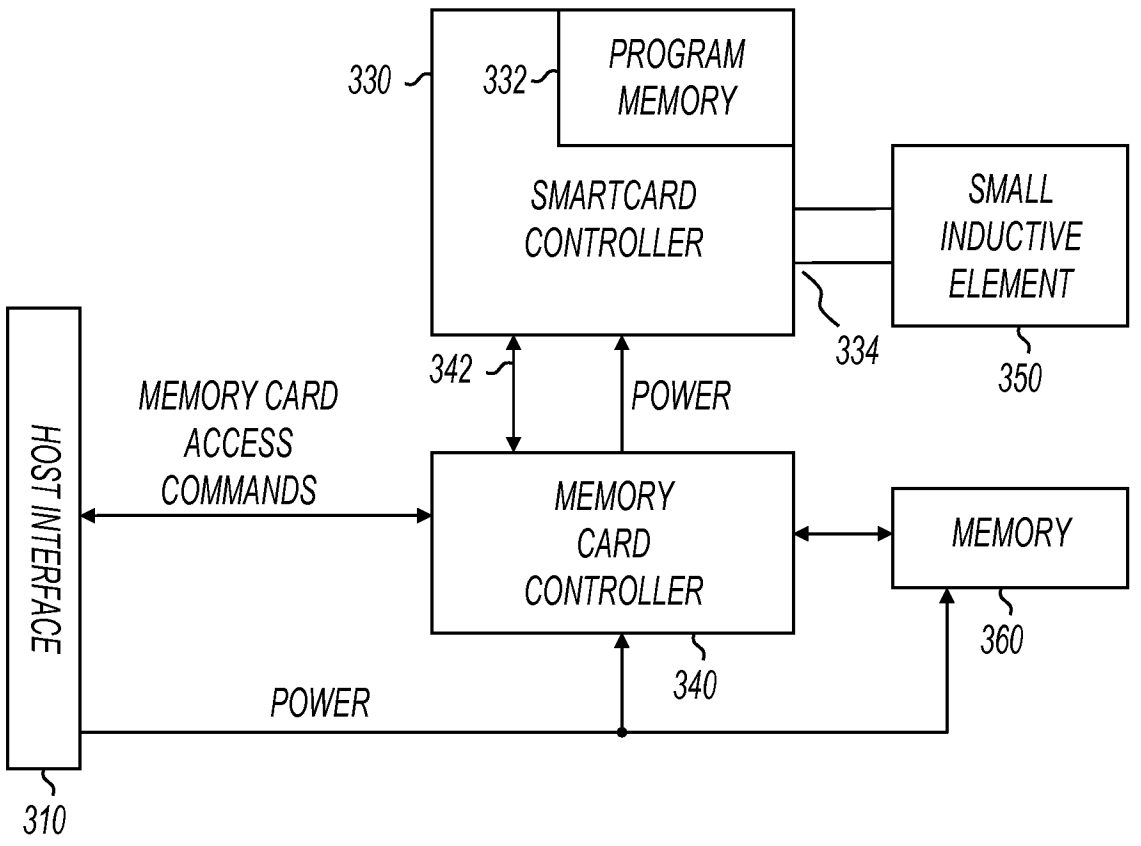 330
332
PROGRAM
MEMORY
SMARTCARD
CONTROLLER
SMALL
INDUCTIVE
ELEMENT
334
350
342
POWER
MEMORY CARD
ACCESS
COMMANDS
HOST INTERFACE
MEMORY
CARD
CONTROLLER
MEMORY
360
340
POWER
310